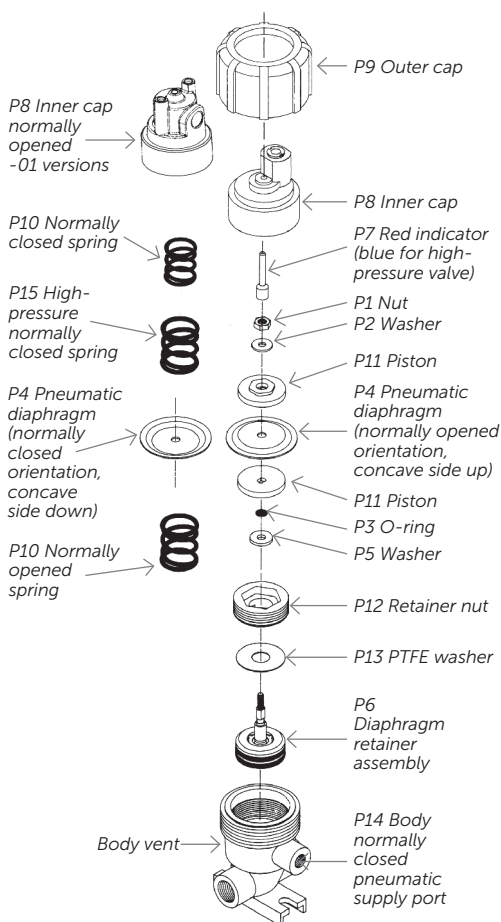 P9 Outer cap
P8 Inner cap
normally
opened
-01 versions
P8 Inner cap
P10 Normally
closed spring
P7 Red indicator
(blue for high-
pressure valve)
P15 High-
pressure
normally
closed spring
P1 Nut
P2 Washer
P11 Piston
P4 Pneumatic
diaphragm
(normally
closed
orientation,
concave
side down)
P4 Pneumatic
diaphragm
(normally opened
orientation,
concave side up)
P11 Piston
P3 O-ring
P5 Washer
P10 Normally
opened
spring
P12 Retainer nut
P13 PTFE washer
P6
Diaphragm
retainer
assembly
Body vent
P14 Body
normally
closed
pneumatic
supply port